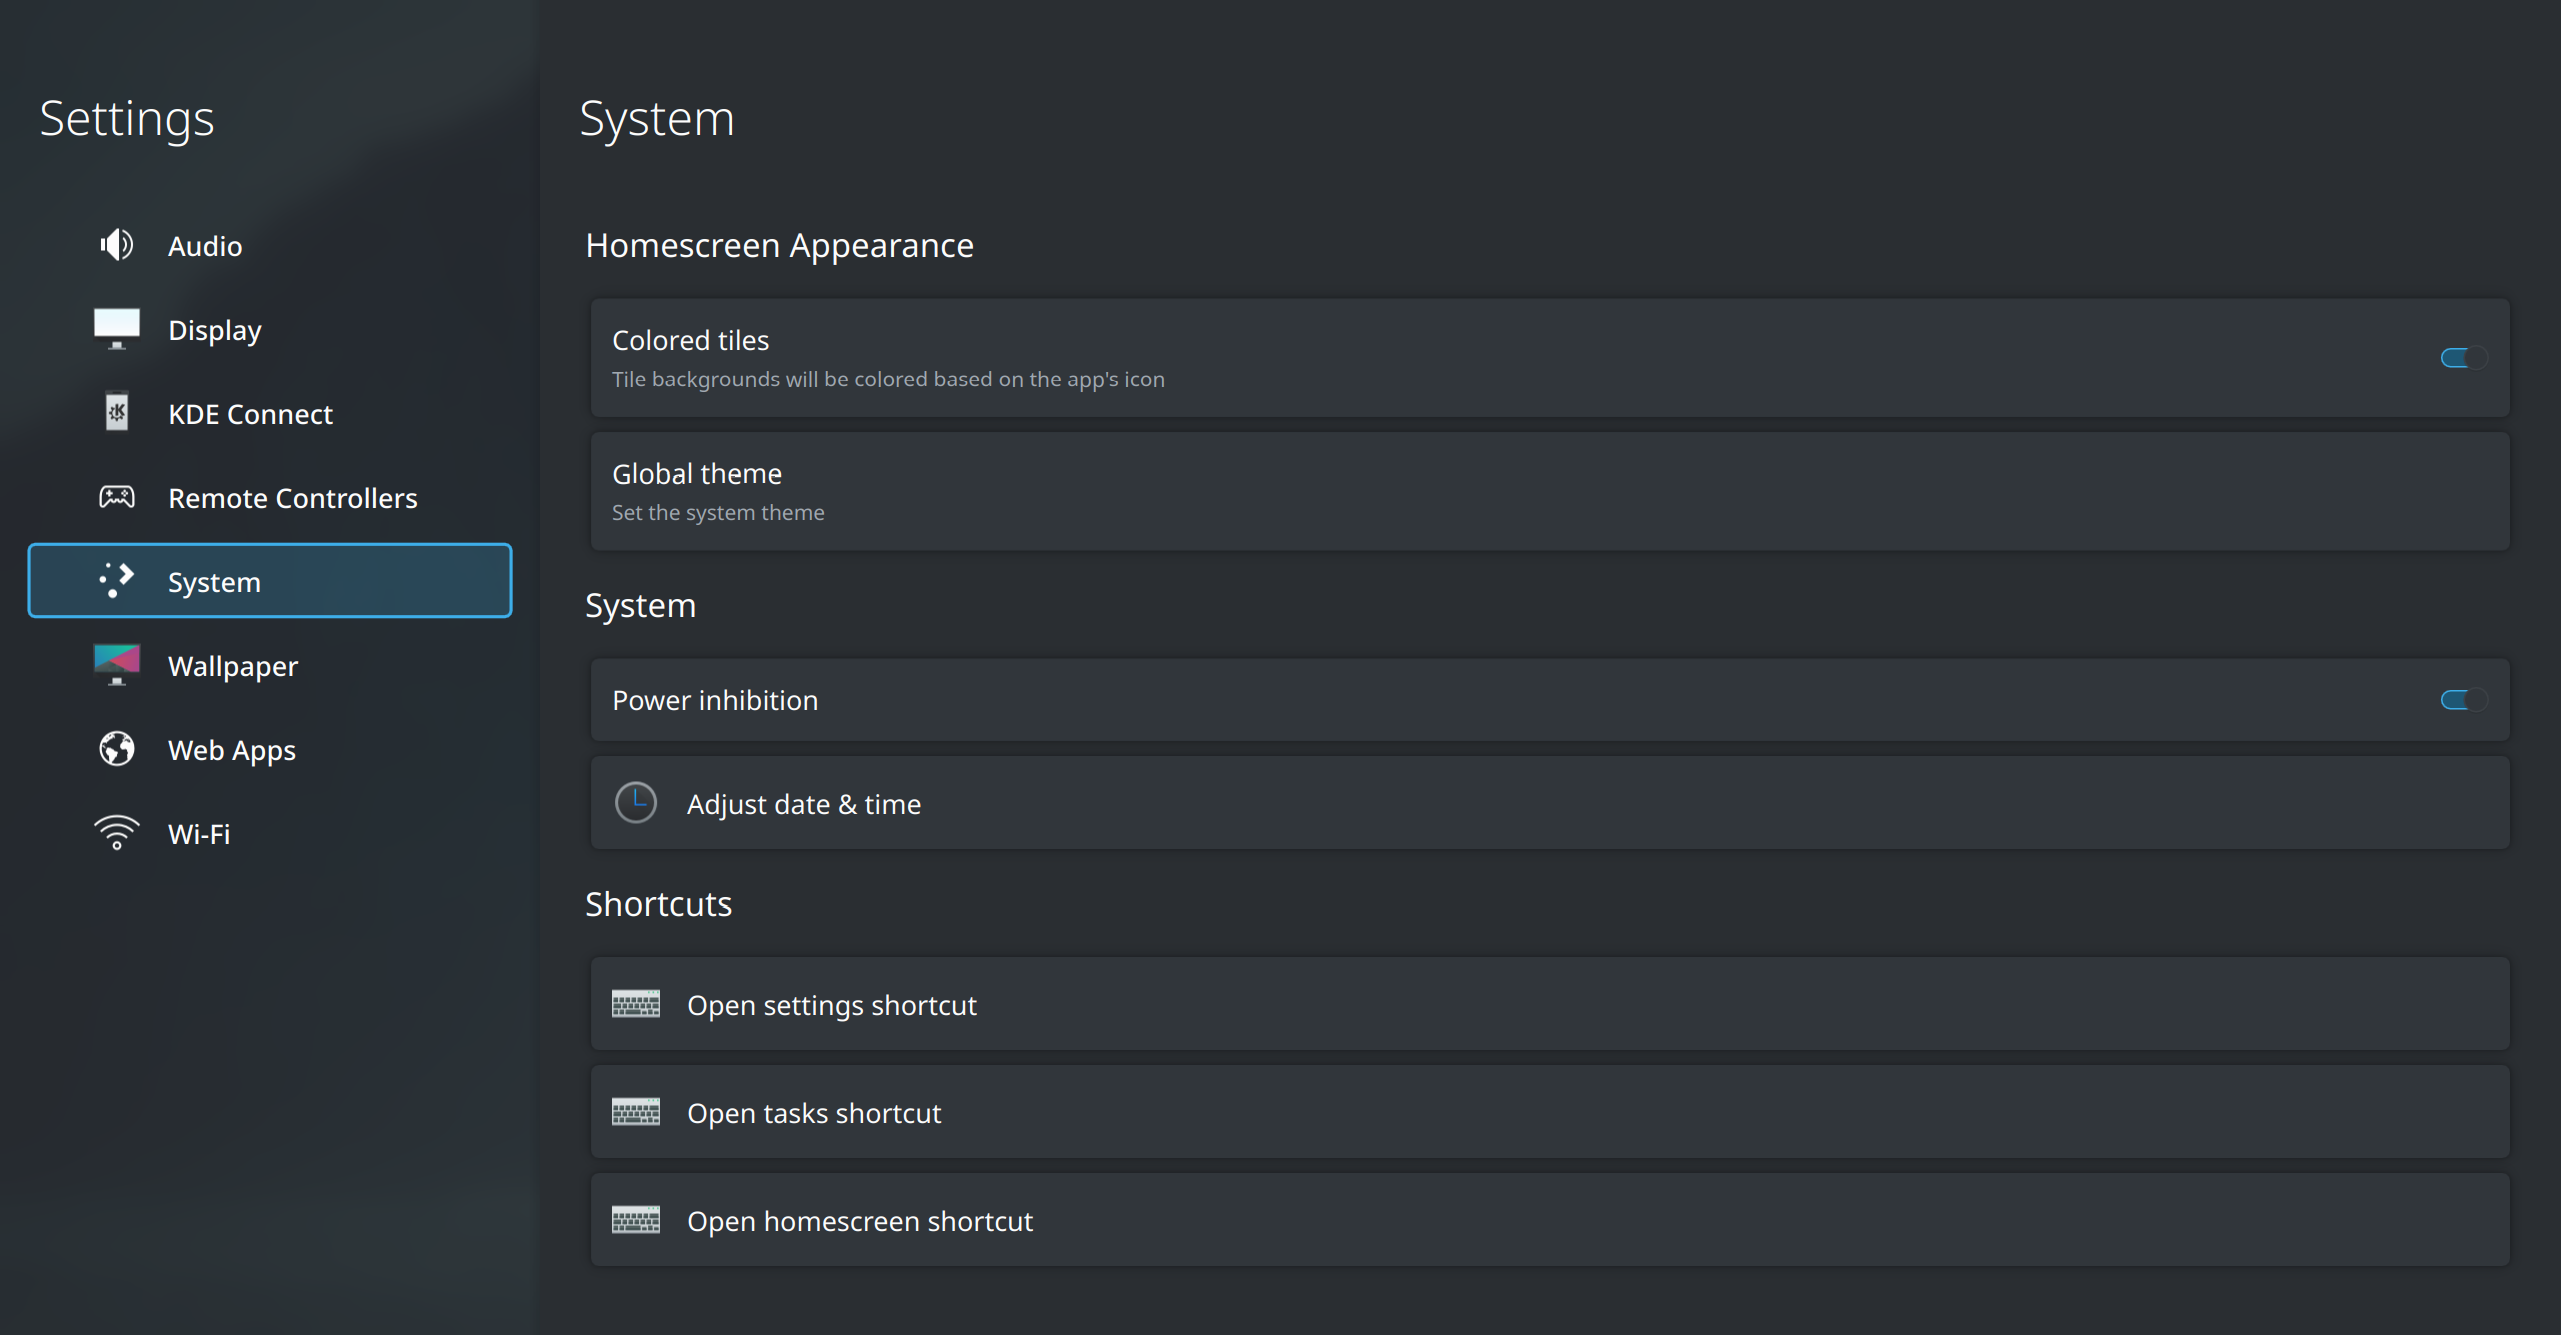 Settings
Audio
Display
KDE Connect
Remote Controllers
System
Wallpaper
Web Apps
Wi-Fi
System
Homescreen Appearance
Colored tiles
Tile backgrounds will be colored based on the app's icon
Global theme
Set the system theme
System
Power inhibition
Adjust date & time
Shortcuts
Open settings shortcut
Open tasks shortcut
Open homescreen shortcut